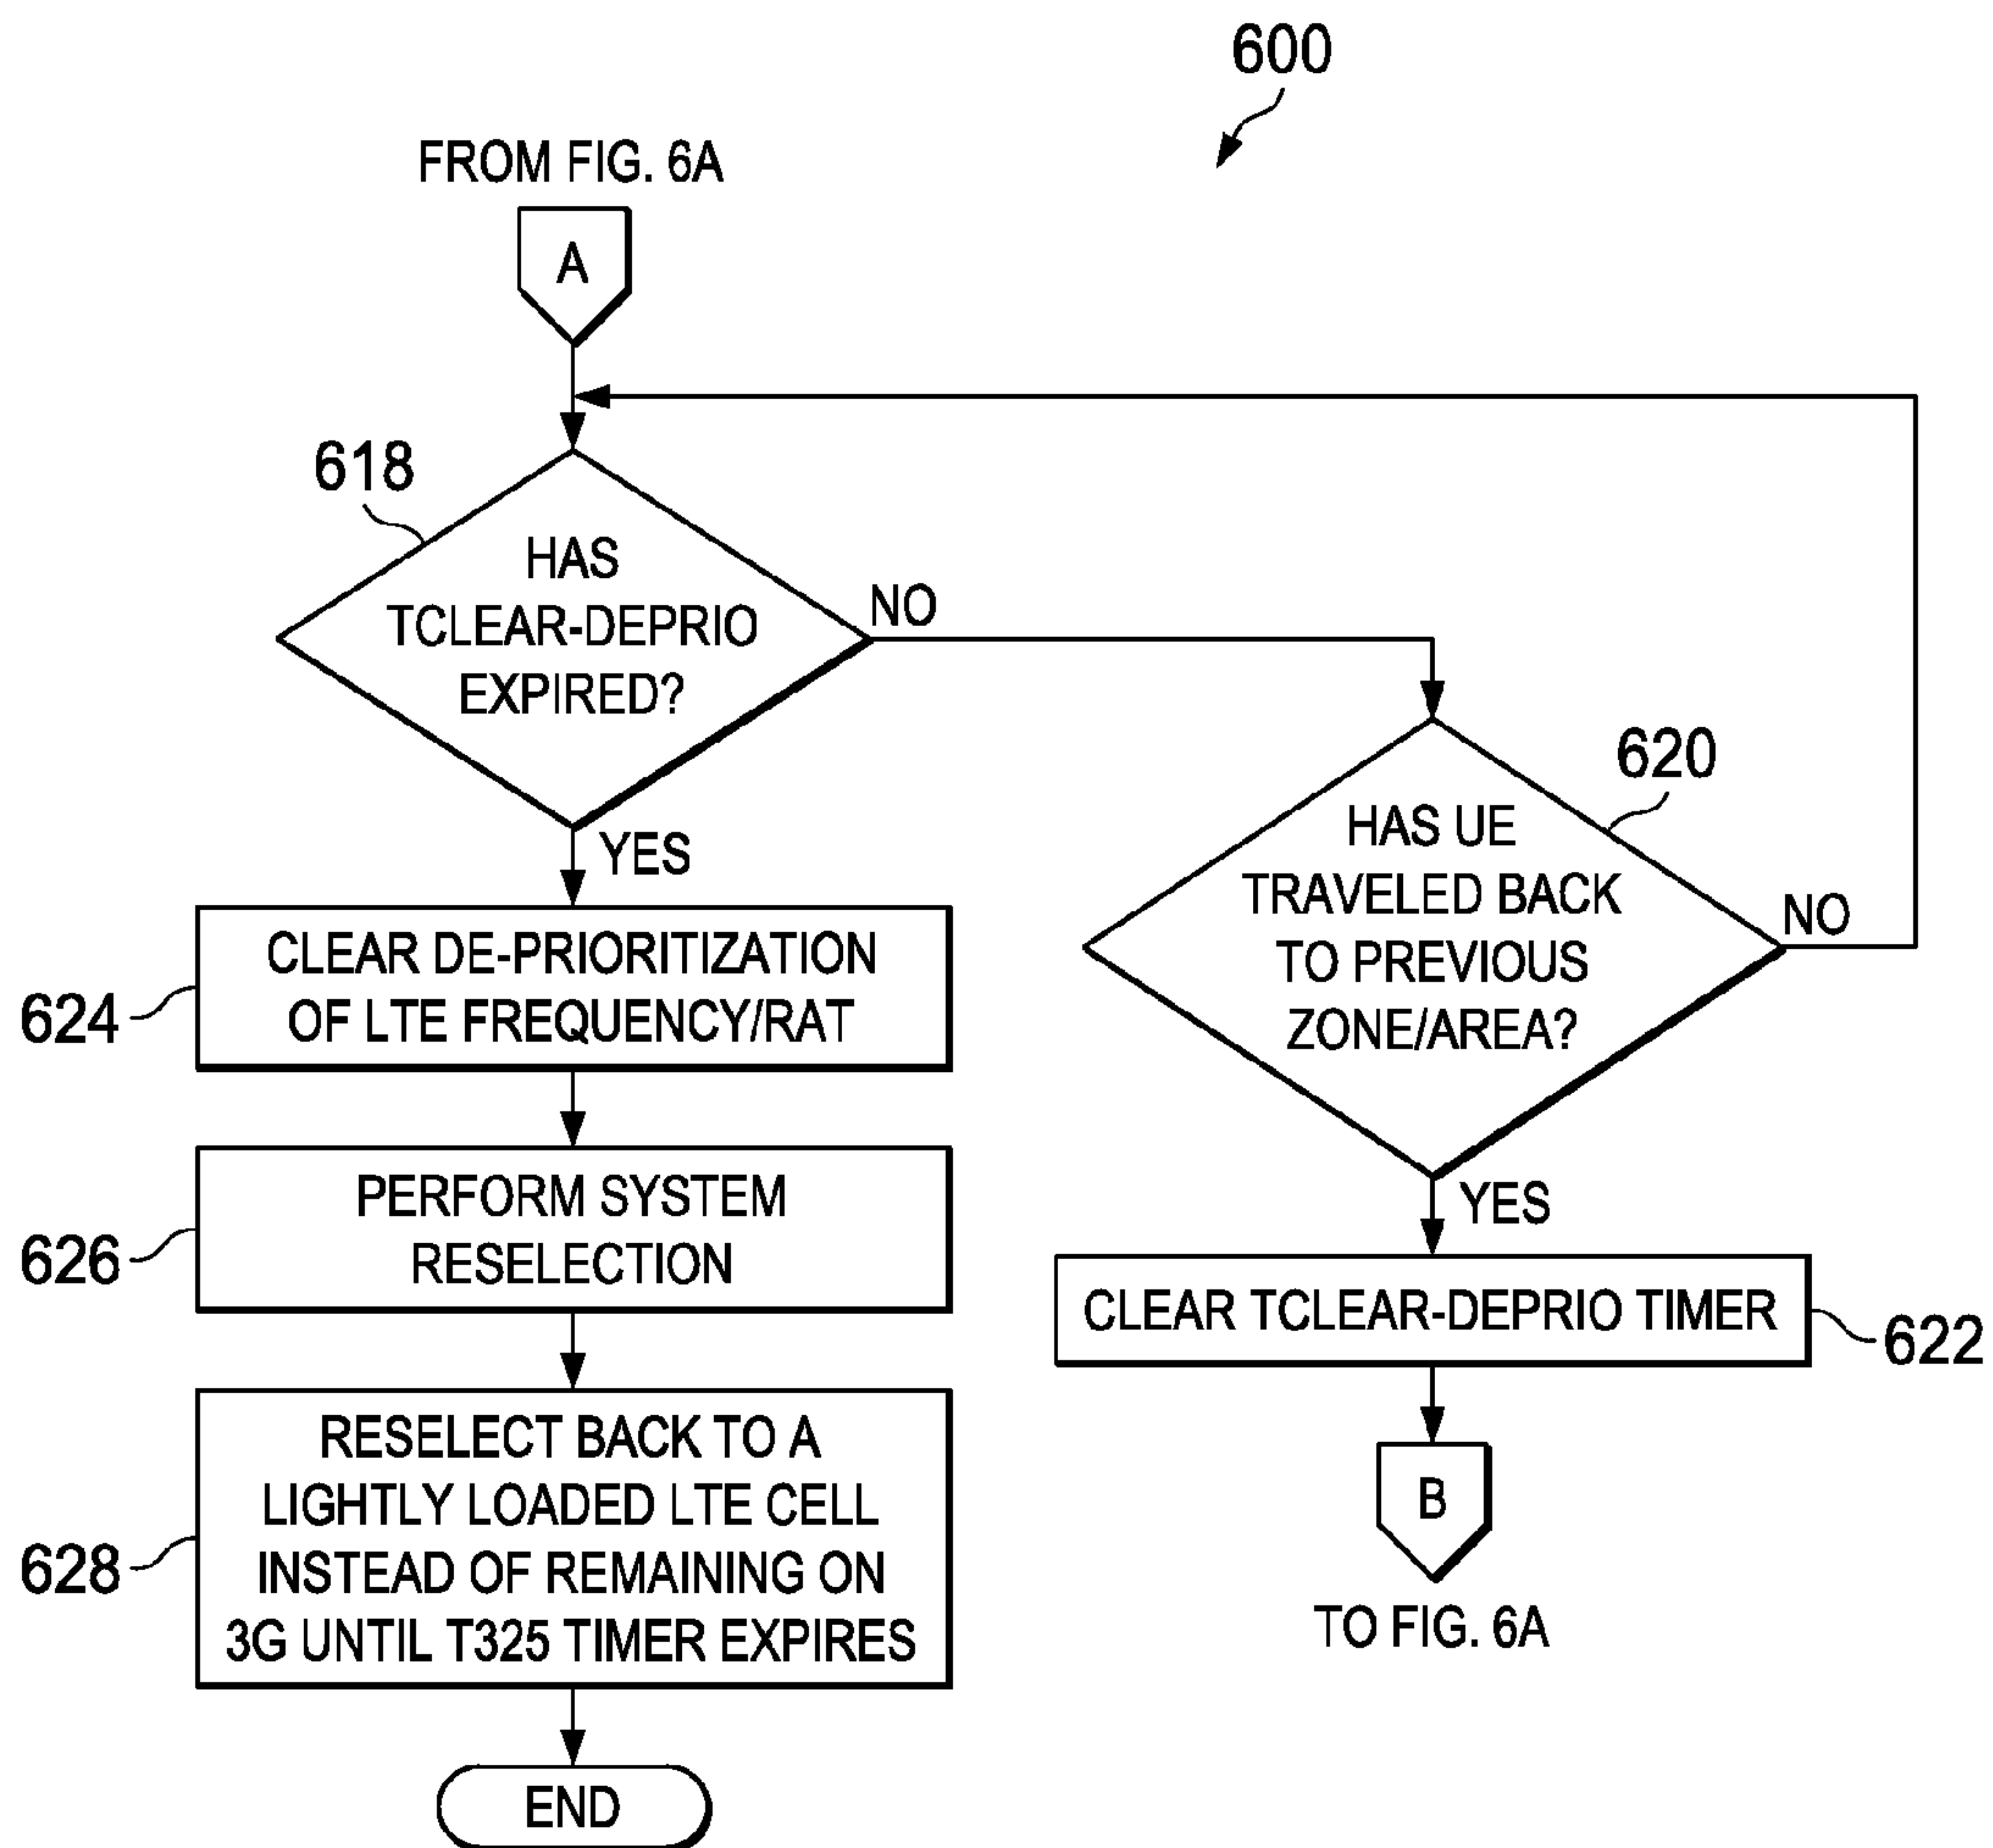 600
FROM FIG. 6A
A
618
HAS
TCLEAR-DEPRIO
EXPIRED?
NO
YES
620
HAS UE
TRAVELED BACK
TO PREVIOUS
ZONE/AREA?
NO
YES
624
CLEAR DE-PRIORITIZATION
OF LTE FREQUENCY/RAT
626
PERFORM SYSTEM
RESELECTION
CLEAR TCLEAR-DEPRIO TIMER
622
628
RESELECT BACK TO A
LIGHTLY LOADED LTE CELL
INSTEAD OF REMAINING ON
3G UNTIL T325 TIMER EXPIRES
B
TO FIG. 6A
END